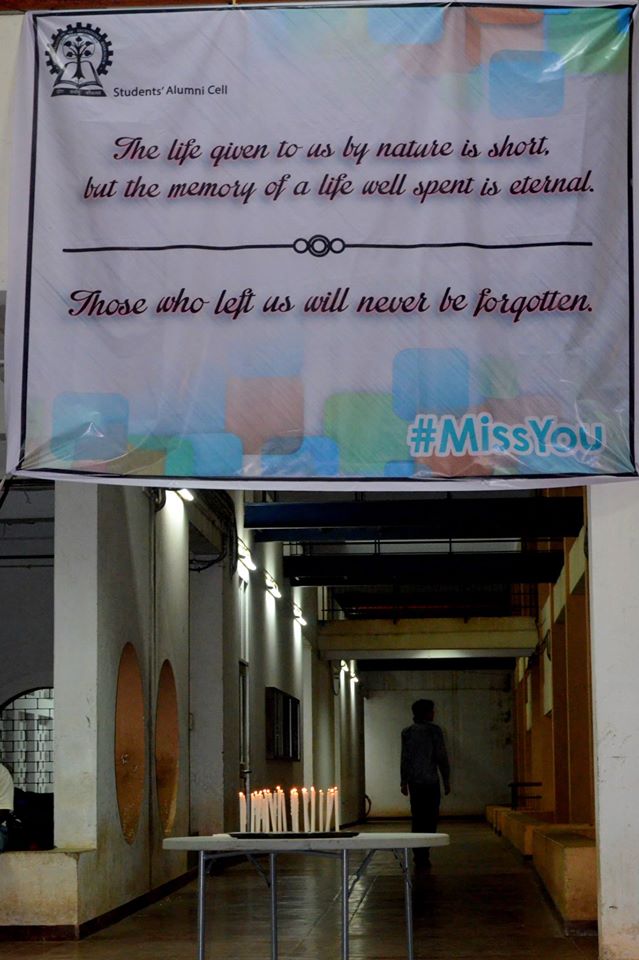 Students' Alumni Cell
The life given to us by nature is short,
but the memory of a life well spent is eternal.
Those who left us will never be forgotten.
#MissYou